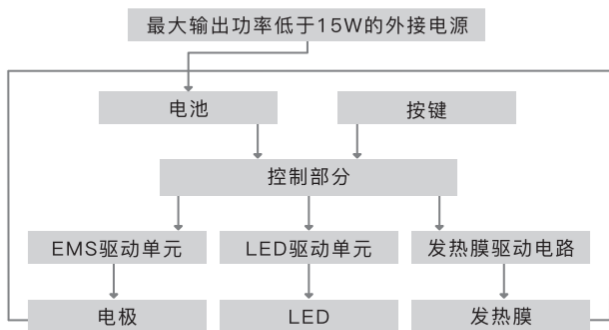 最大输出功率低于15W的外接电源
电池
按键
控制部分
EMS驱动单元
LED驱动单元
发热膜驱动电路
电极
LED
发热膜